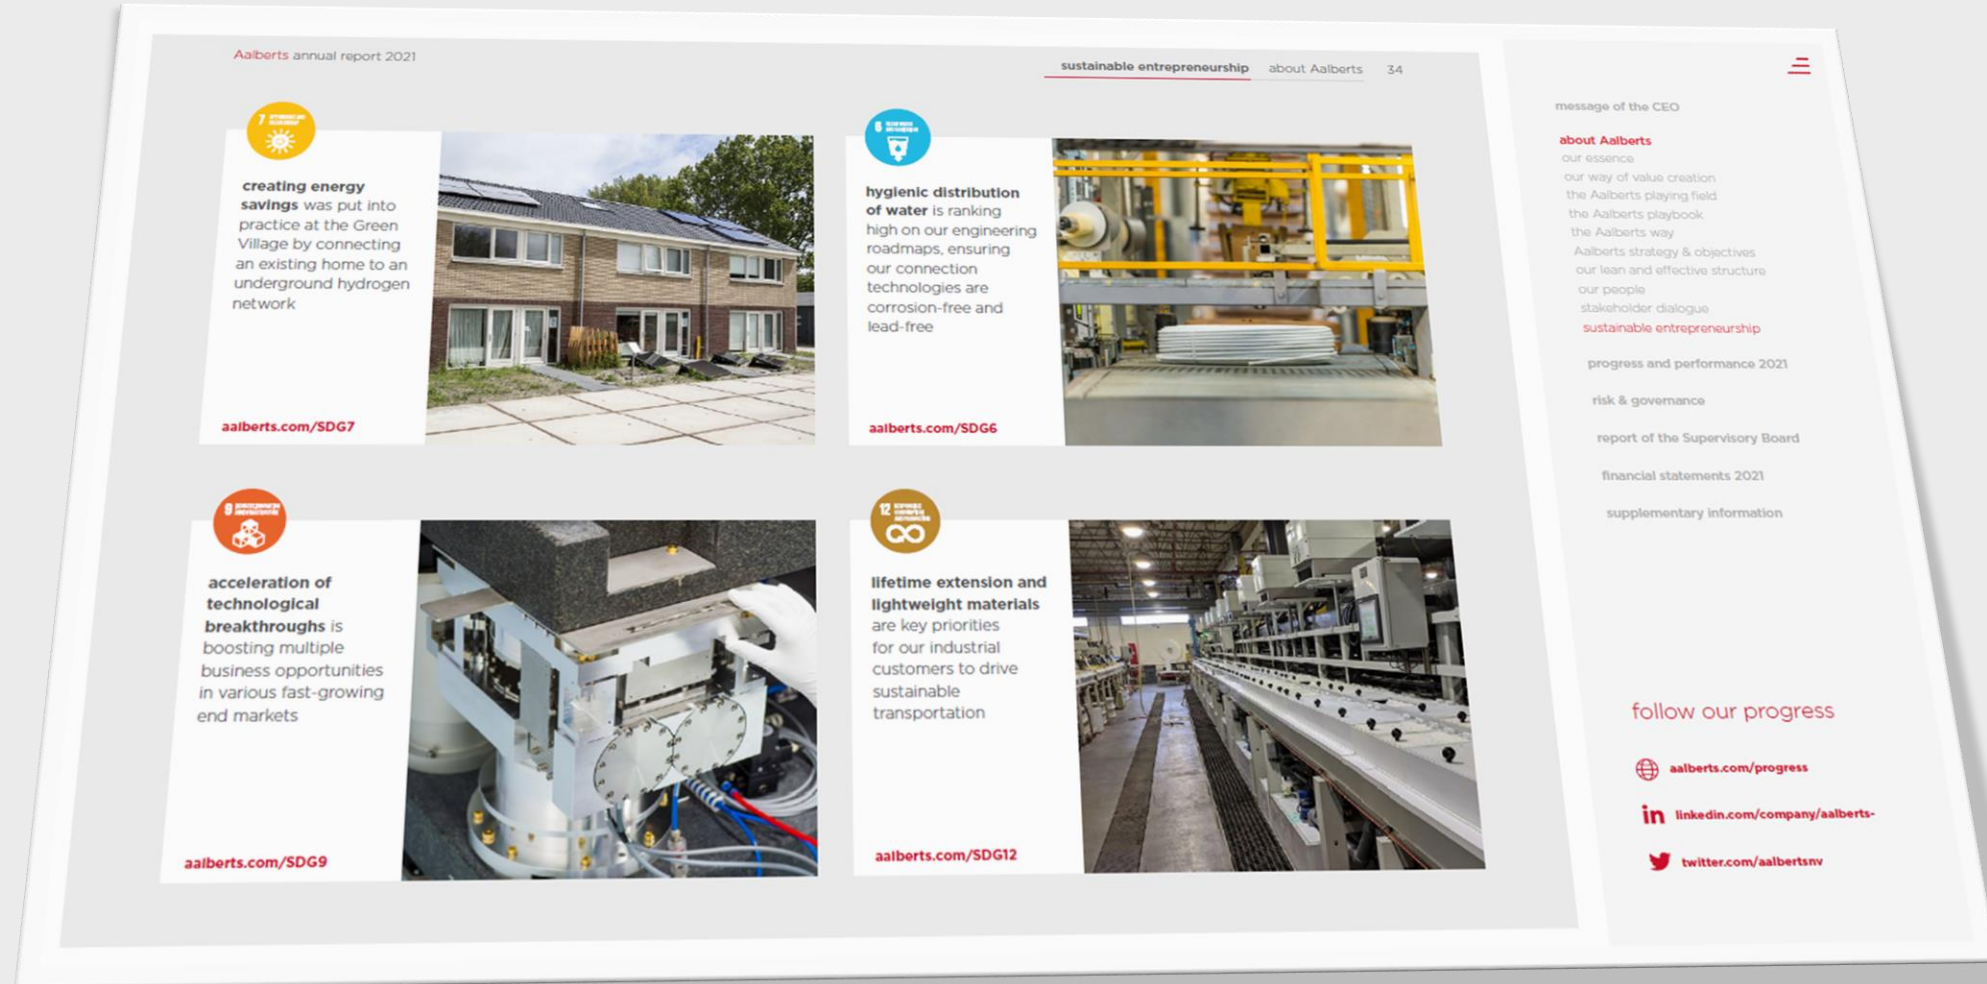 Aalberts annual report 2021
sustainable entrepreneurship about Aalberts 34
7
creating energy
savings was put into
practice at the Green
Village by connecting
an existing home to an
underground hydrogen
network
aalberts.com/SDG7
6
hygienic distribution
of water is ranking
high on our engineering
roadmaps, ensuring
our connection
technologies are
corrosion-free and
lead-free
aalberts.com/SDG6
9
acceleration of
technological
breakthroughs is
boosting multiple
business opportunities
in various fast-growing
end markets
aalberts.com/SDG9
12
lifetime extension and
lightweight materials
are key priorities
for our industrial
customers to drive
sustainable
transportation
aalberts.com/SDG12
message of the CEO
about Aalberts
our essence
our way of value creation
the Aalberts playing field
the Aalberts playbook
the Aalberts way
Aalberts strategy & objectives
our lean and effective structure
our people
stakeholder dialogue
sustainable entrepreneurship
progress and performance 2021
risk & governance
report of the Supervisory Board
financial statements 2021
supplementary information
follow our progress
aalberts.com/progress
in linkedin.com/company/aalberts-
twitter.com/aalbertsnv